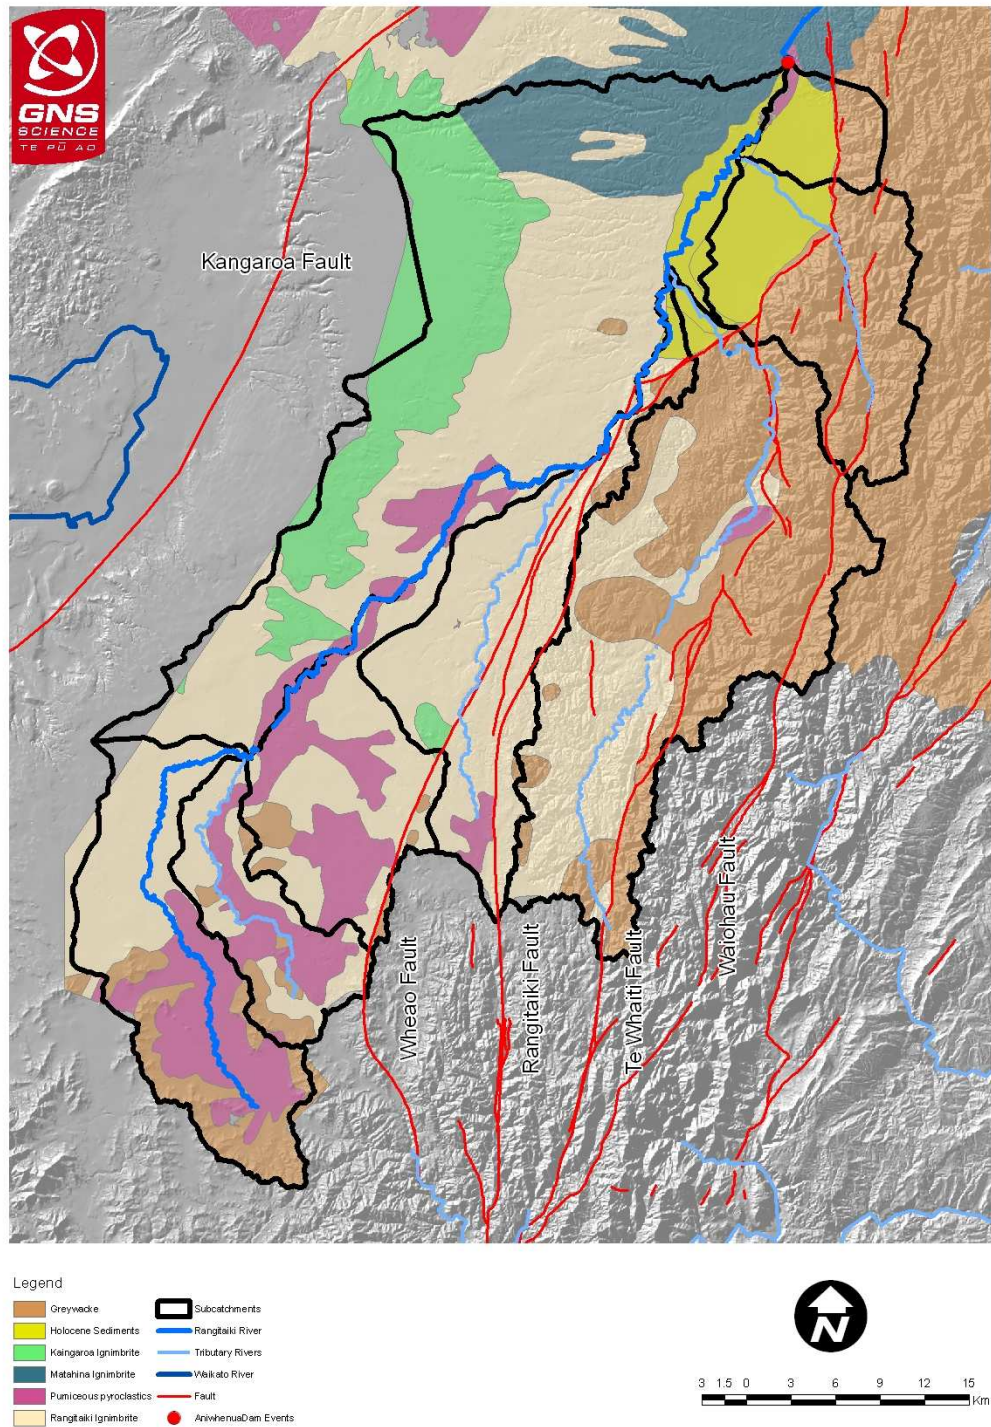 GNS
SCIENCE
TE PŪ AO
Kangaroa Fault
Wheao Fault
Rangitaiki Fault
Te Whaiti Fault
Waiohau Fault
Legend
Greywacke
Holocene Sediments
Kaingaroa Ignimbrite
Matahina Ignimbrite
Pumiceous pyroclastics
Rangitaiki Ignimbrite
Subcatchments
Rangitaiki River
Tributary Rivers
Waikato River
Fault
AniwhenuaDam Events
N
3 1.5 0 3 6 9 12 15
Km